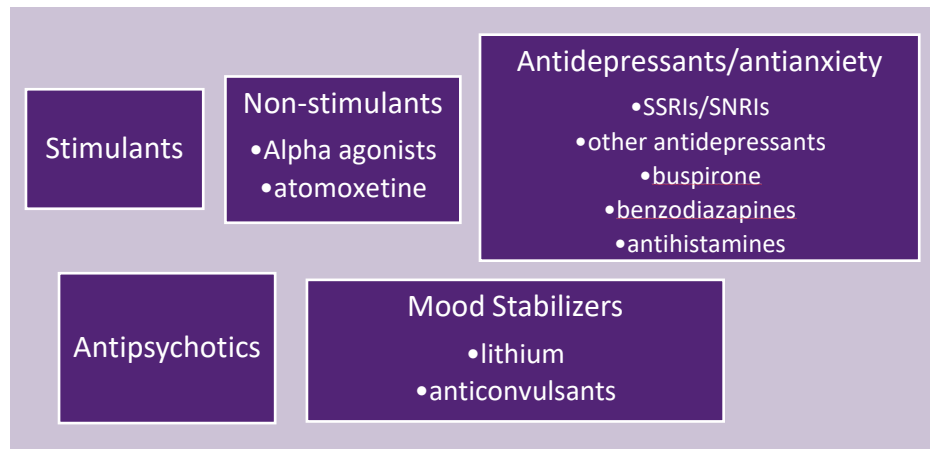 Stimulants
Non-stimulants
•Alpha agonists
•atomoxetine
Antidepressants/antianxiety
•SSRIs/SNRIs
•other antidepressants
•buspirone
•benzodiazapines
•antihistamines
Antipsychotics
Mood Stabilizers
•lithium
•anticonvulsants